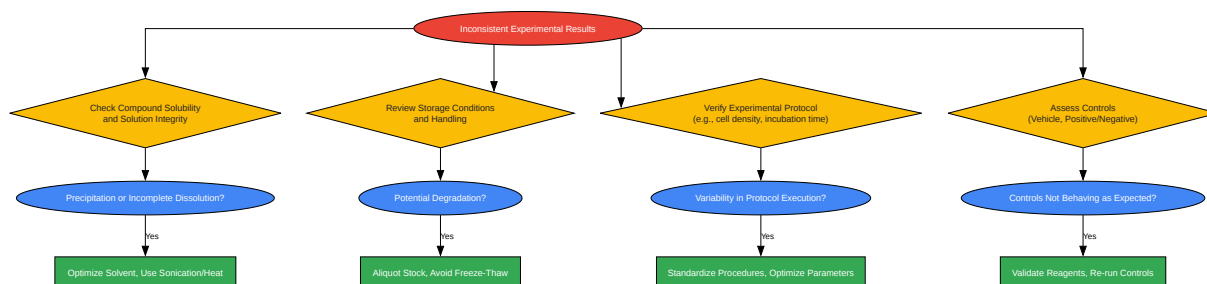 Inconsistent Experimental Results
Check Compound Solubility
and Solution Integrity
Review Storage Conditions
and Handling
Verify Experimental Protocol
(e.g., cell density, incubation time)
Assess Controls
(Vehicle, Positive/Negative)
Precipitation or Incomplete Dissolution?
Potential Degradation?
Variability in Protocol Execution?
Controls Not Behaving as Expected?
Yes
Yes
Yes
Yes
Optimize Solvent, Use Sonication/Heat
Aliquot Stock, Avoid Freeze-Thaw
Standardize Procedures, Optimize Parameters
Validate Reagents, Re-run Controls